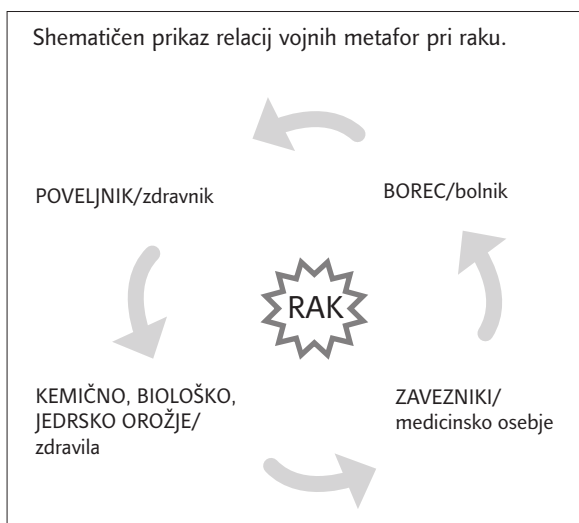 Shematičen prikaz relacij vojnih metafor pri raku.
POVELJNIK/zdravnik
BOREC/bolnik
RAK
KEMIČNO, BIOLOŠKO,
JEDRSKO OROŽJE/
zdravila
ZAVEZNIKI/
medicinsko osebje